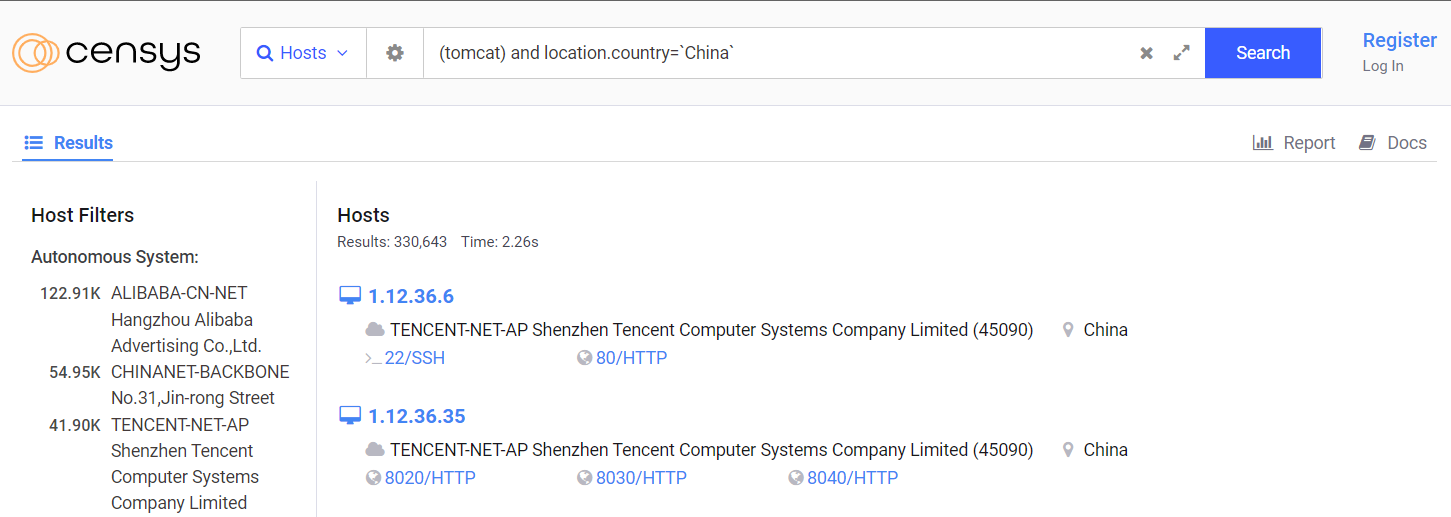 censys
Hosts
(tomcat) and location.country=`China`
Search
Register
Log In
Results
Report
Docs
Host Filters
Autonomous System:
122.91K ALIBABA-CN-NET
Hangzhou Alibaba
Advertising Co.,Ltd.
54.95K CHINANET-BACKBONE
No.31,Jin-rong Street
41.90K TENCENT-NET-AP
Shenzhen Tencent
Computer Systems
Company Limited
Hosts
Results: 330,643 Time: 2.26s
1.12.36.6
TENCENT-NET-AP Shenzhen Tencent Computer Systems Company Limited (45090) China
22/SSH 80/HTTP
1.12.36.35
TENCENT-NET-AP Shenzhen Tencent Computer Systems Company Limited (45090) China
8020/HTTP 8030/HTTP 8040/HTTP